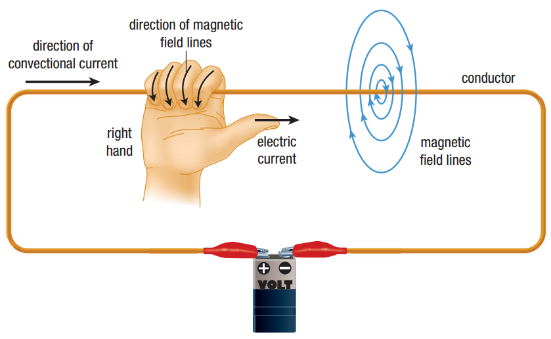 direction of magnetic
field lines
direction of
convectional current
conductor
right
hand
electric
current
magnetic
field lines
+ −
VOLT